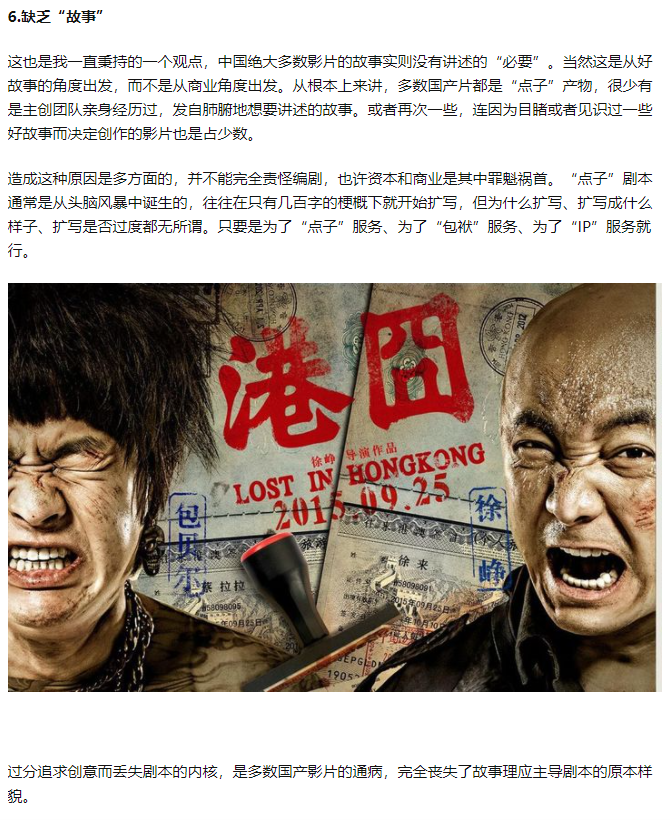 6.缺乏“故事”
这也是我一直秉持的一个观点，中国绝大多数影片的故事实则没有讲述的“必要”。当然这是从好
故事的角度出发，而不是从商业角度出发。从根本上来讲，多数国产片都是“点子”产物，很少有
是主创团队亲身经历过，发自肺腑地想要讲述的故事。或者再次一些，连因为目睹或者见识过一些
好故事而决定创作的影片也是占少数。
造成这种原因是多方面的，并不能完全责怪编剧，也许资本和商业是其中罪魁祸首。“点子”剧本
通常是从头脑风暴中诞生的，往往在只有几百字的梗概下就开始扩写，但为什么扩写、扩写成什么
样子、扩写是否过度都无所谓。只要是为了“点子”服务、为了“包袱”服务、为了“IP”服务就
行。
港囧
徐峥 导演作品
LOST IN HONGKONG
2015.09.25
包贝尔
徐峥
张拉拉
徐来
过分追求创意而丢失剧本的内核，是多数国产影片的通病，完全丧失了故事理应主导剧本的原本样
貌。